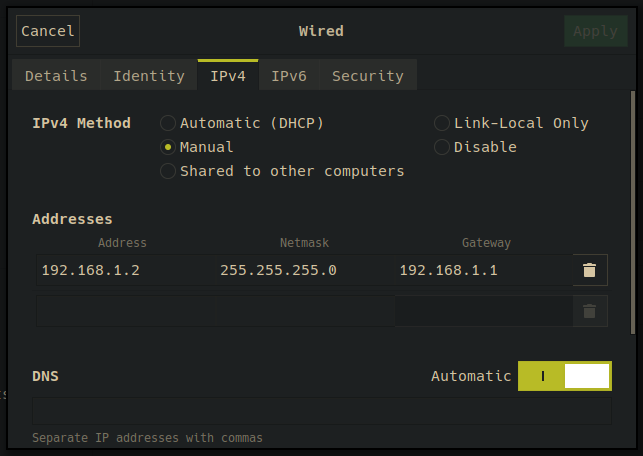 Cancel Wired Apply
Details Identity IPv4 IPv6 Security
IPv4 Method Automatic (DHCP) Link-Local Only
Manual Disable
Shared to other computers
Addresses
Address Netmask Gateway
192.168.1.2 255.255.255.0 192.168.1.1
DNS Automatic
Separate IP addresses with commas